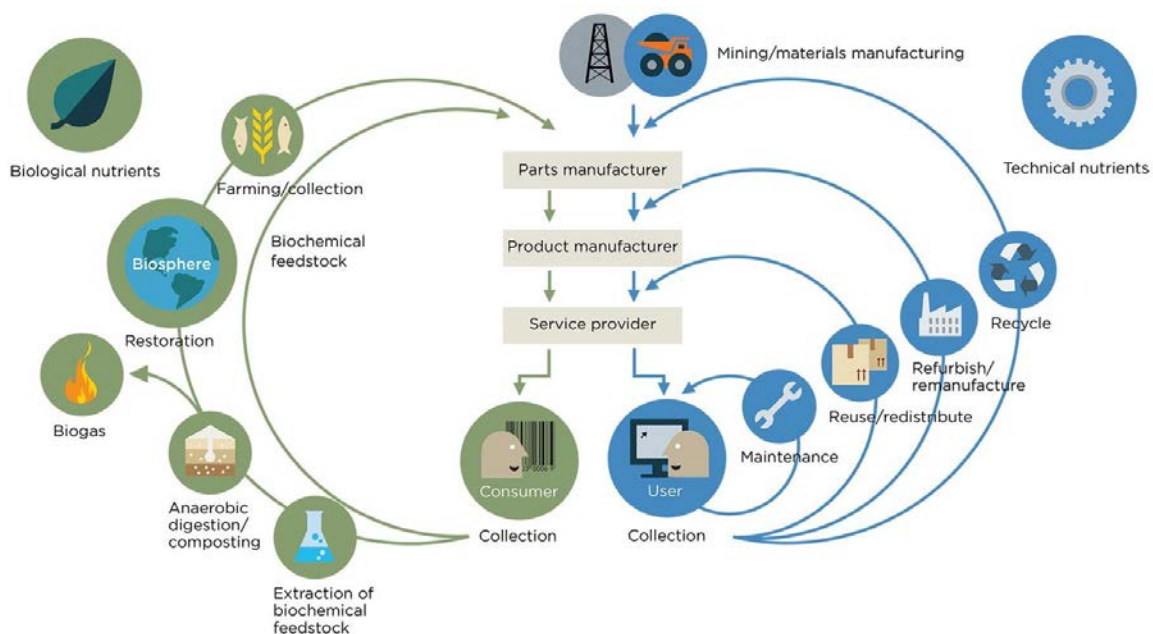 Mining/materials manufacturing
Biological nutrients
Technical nutrients
Farming/collection
Parts manufacturer
Biochemical
feedstock
Product manufacturer
Biosphere
Restoration
Service provider
Recycle
Refurbish/
remanufacture
Reuse/redistribute
Biogas
Maintenance
Consumer
User
Anaerobic
digestion/
composting
Collection
Collection
Extraction of
biochemical
feedstock